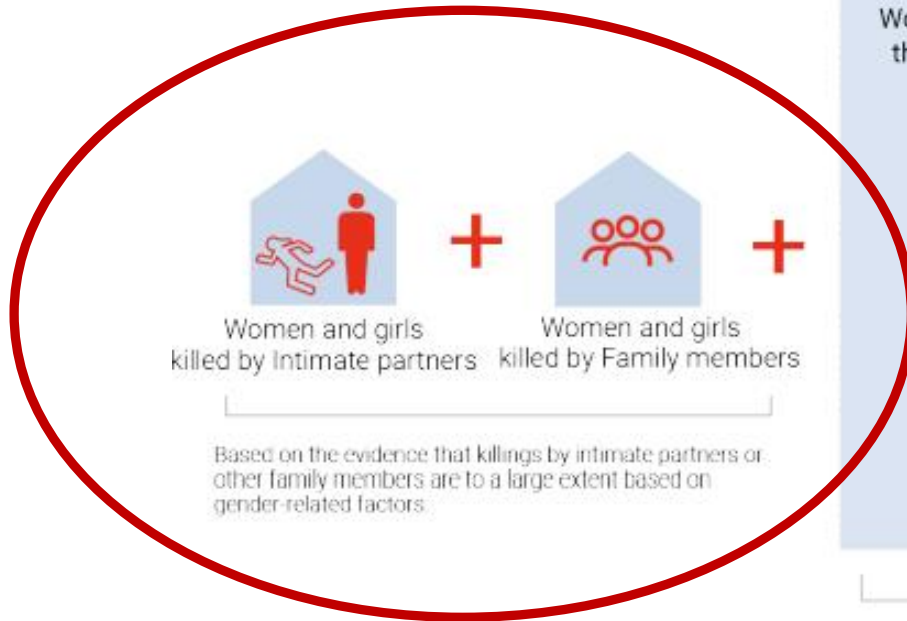 Women and girls
killed by Intimate partners
+
Women and girls
killed by Family members
+
Based on the evidence that killings by intimate partners or
other family members are to a large extent based on
gender-related factors.